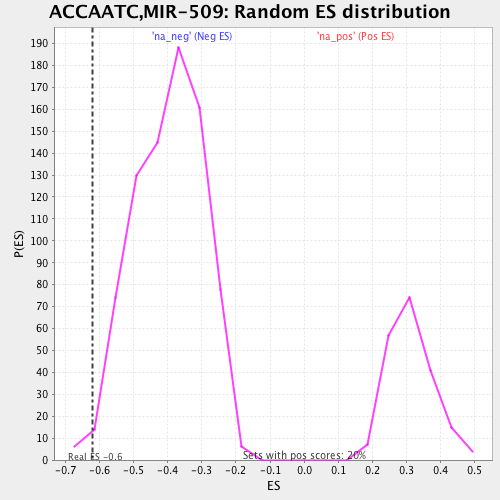 ACCAATC,MIR-509: Random ES distribution
'na_neg' (Neg ES) 'na_pos' (Pos ES)
190
180
170
160
150
140
130
120
110
100
90
80
70
60
50
40
30
20
10
0
P(ES)
Real ES -0.6
Sets with pos scores: 20%
-0.7 -0.6 -0.5 -0.4 -0.3 -0.2 -0.1 0.0 0.1 0.2 0.3 0.4 0.5
ES